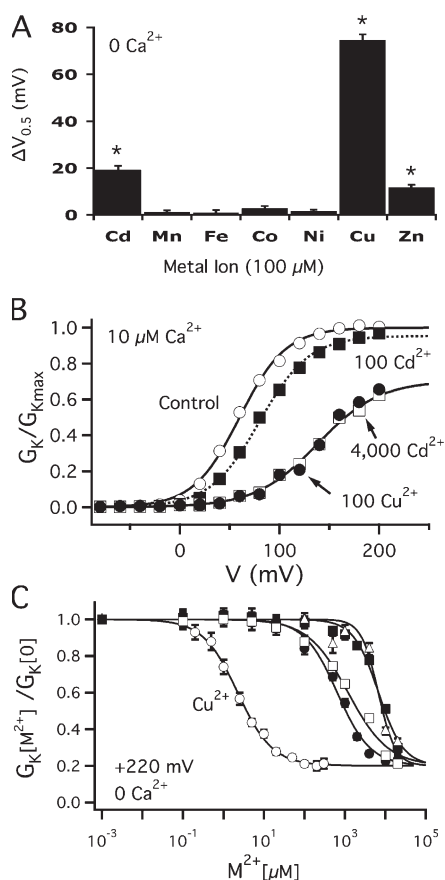 A
0 Ca²⁺
ΔV₀.₅ (mV)
80
60
40
20
0
* * *
Cd Mn Fe Co Ni Cu Zn
Metal Ion (100 µM)
B
10 µM Ca²⁺
G_K/G_Kmax
1.0
0.8
0.6
0.4
0.2
0.0
Control
100 Cd²⁺
4,000 Cd²⁺
100 Cu²⁺
0 100 200
V (mV)
C
G_K[M²⁺] /G_K[0]
1.0
0.8
0.6
0.4
0.2
0.0
Cu²⁺
+220 mV
0 Ca²⁺
10⁻³ 10⁻¹ 10¹ 10³ 10⁵
M²⁺[µM]